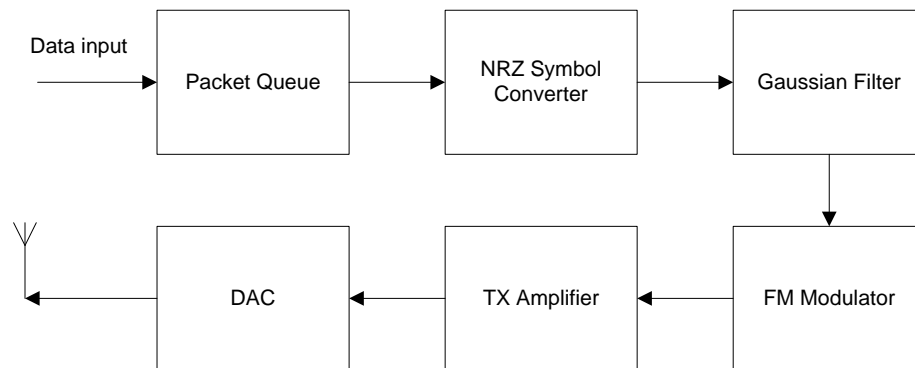 Data input
Packet Queue
NRZ Symbol
Converter
Gaussian Filter
DAC
TX Amplifier
FM Modulator